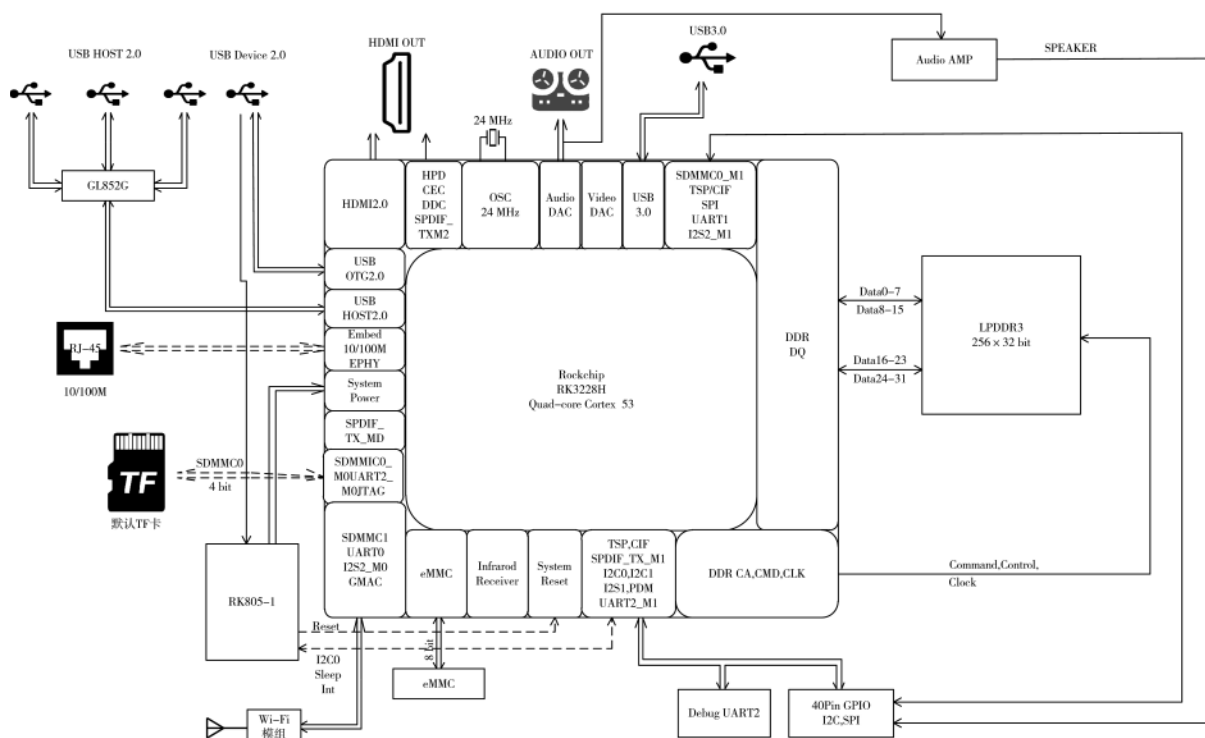 USB HOST 2.0
USB Device 2.0
HDMI OUT
AUDIO OUT
USB3.0
Audio AMP
SPEAKER
24 MHz
GL852G
HDMI2.0
HPD
CEC
DDC
SPDIF_
TXM2
OSC
24 MHz
Audio
DAC
Video
DAC
USB
3.0
SDMMC0_M1
TSP/CIF
SPI
UART1
I2S2_M1
USB
OTG2.0
USB
HOST2.0
RJ-45
10/100M
Embed
10/100M
EPHY
System
Power
SPDIF_
TX_MD
SDMMIC0_
M0UART2_
M0JTAG
SDMMC0
4 bit
TF
默认TF卡
Rockchip
RK3228H
Quad-core Cortex 53
DDR
DQ
Data0-7
Data8-15
Data16-23
Data24-31
LPDDR3
256 × 32 bit
SDMMC1
UART0
I2S2_M0
GMAC
eMMC
Infrarod
Receiver
System
Reset
TSP,CIF
SPDIF_TX_M1
I2C0,I2C1
I2S1,PDM
UART2_M1
DDR CA,CMD,CLK
Command,Control,
Clock
RK805-1
Reset
I2C0
Sleep
Int
8 bit
eMMC
Wi-Fi
模组
Debug UART2
40Pin GPIO
I2C,SPI